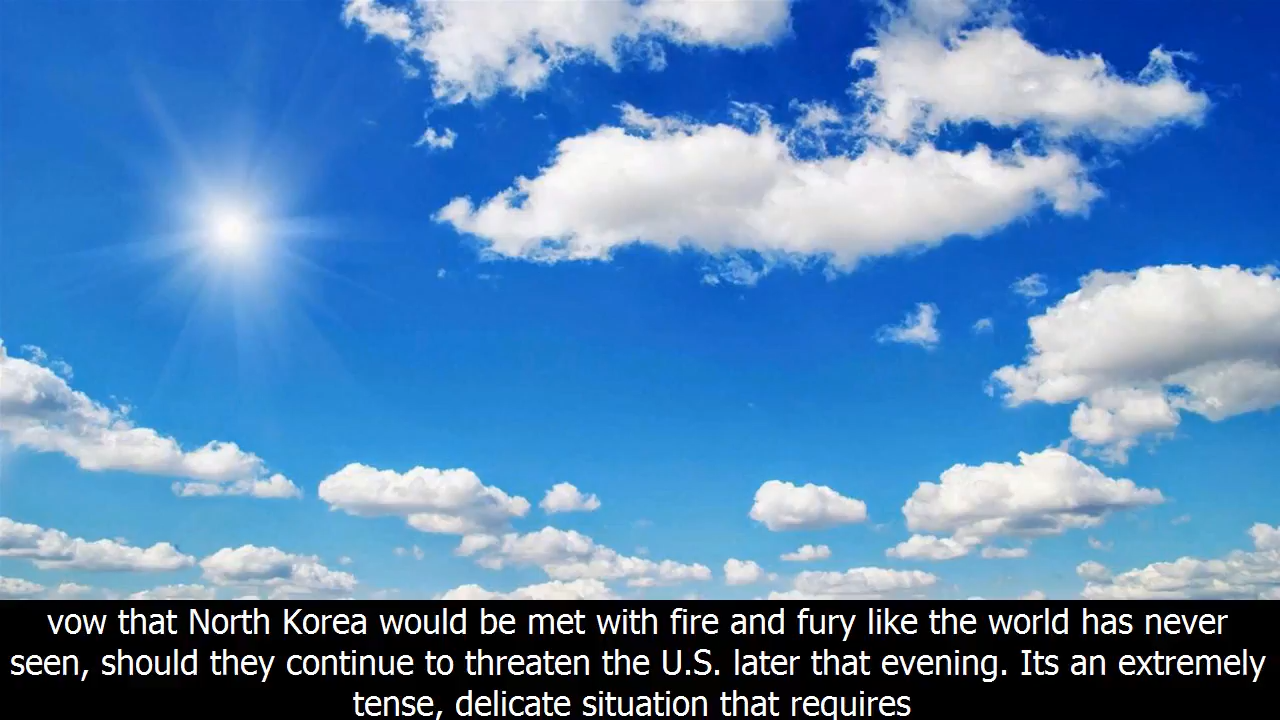 vow that North Korea would be met with fire and fury like the world has never
seen, should they continue to threaten the U.S. later that evening. Its an extremely
tense, delicate situation that requires